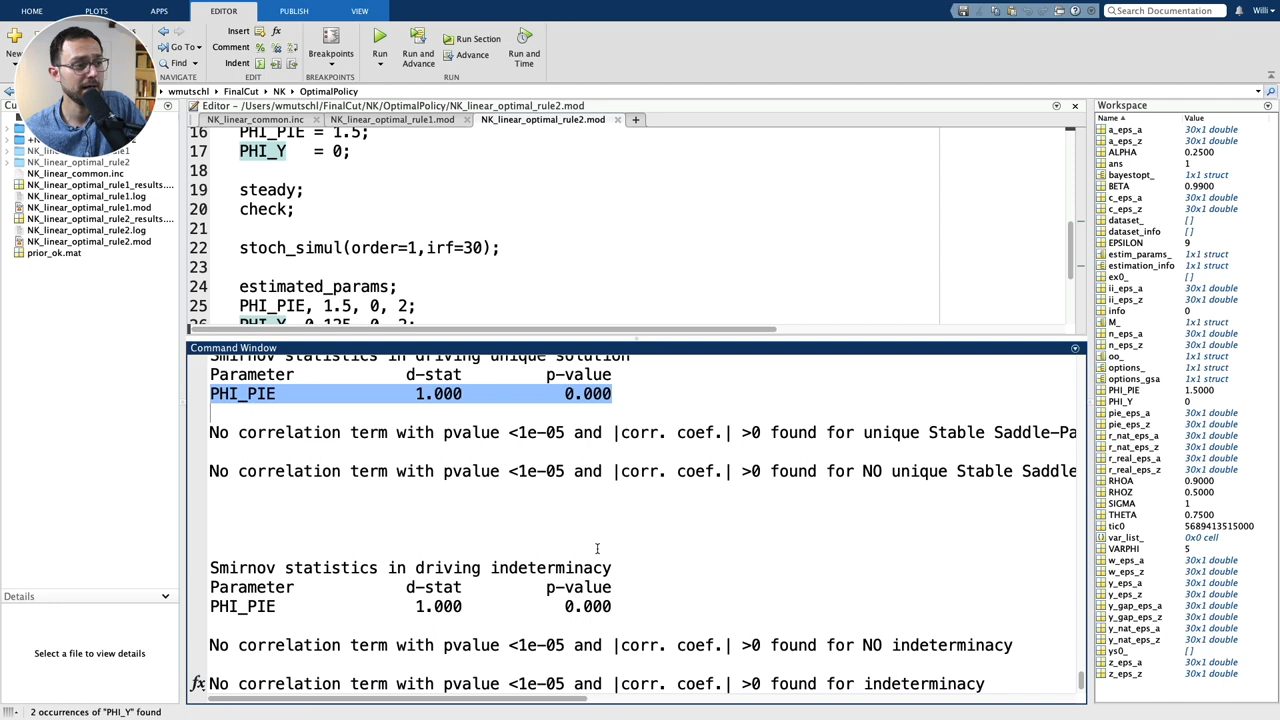 HOME PLOTS APPS EDITOR PUBLISH VIEW
Search Documentation
Willi
New
Go To
Find
NAVIGATE
Insert
Comment
Indent
EDIT
Breakpoints
BREAKPOINTS
Run
Run and
Advance
Run Section
Advance
Run and
Time
RUN
wmutschl FinalCut NK OptimalPolicy
Editor - /Users/wmutschl/FinalCut/NK/OptimalPolicy/NK_linear_optimal_rule2.mod
NK_linear_common.inc NK_linear_optimal_rule1.mod NK_linear_optimal_rule2.mod
NK_linear_optimal_rule2
NK_linear_common.inc
NK_linear_optimal_rule1_results....
NK_linear_optimal_rule1.log
NK_linear_optimal_rule1.mod
NK_linear_optimal_rule2_results....
NK_linear_optimal_rule2.log
NK_linear_optimal_rule2.mod
prior_ok.mat
Details
Select a file to view details
16 PHI_PIE = 1.5;
17 PHI_Y = 0;
18
19 steady;
20 check;
21
22 stoch_simul(order=1,irf=30);
23
24 estimated_params;
25 PHI_PIE, 1.5, 0, 2;
26 PHI_Y, 0.125, 0, 2;
Command Window
Smirnov statistics in driving unique solution
Parameter d-stat p-value
PHI_PIE 1.000 0.000
No correlation term with pvalue <1e-05 and |corr. coef.| >0 found for unique Stable Saddle-Pa
No correlation term with pvalue <1e-05 and |corr. coef.| >0 found for NO unique Stable Saddle
Smirnov statistics in driving indeterminacy
Parameter d-stat p-value
PHI_PIE 1.000 0.000
No correlation term with pvalue <1e-05 and |corr. coef.| >0 found for NO indeterminacy
fx No correlation term with pvalue <1e-05 and |corr. coef.| >0 found for indeterminacy
Workspace
Name Value
a_eps_a 30x1 double
a_eps_z 30x1 double
ALPHA 0.2500
ans 1
bayestopt_ 1x1 struct
BETA 0.9900
c_eps_a 30x1 double
c_eps_z 30x1 double
dataset_ []
dataset_info []
EPSILON 9
estim_params_ 1x1 struct
estimation_info 1x1 struct
ex0_ []
ii_eps_a 30x1 double
ii_eps_z 30x1 double
info 0
M_ 1x1 struct
n_eps_a 30x1 double
n_eps_z 30x1 double
oo_ 1x1 struct
options_ 1x1 struct
options_gsa 1x1 struct
PHI_PIE 1.5000
PHI_Y 0
pie_eps_a 30x1 double
pie_eps_z 30x1 double
r_nat_eps_a 30x1 double
r_nat_eps_z 30x1 double
r_real_eps_a 30x1 double
r_real_eps_z 30x1 double
RHOA 0.9000
RHOZ 0.5000
SIGMA 1
THETA 0.7500
tic0 5689413515000
var_list_ 0x0 cell
VARPHI 5
w_eps_a 30x1 double
w_eps_z 30x1 double
y_eps_a 30x1 double
y_eps_z 30x1 double
y_gap_eps_a 30x1 double
y_gap_eps_z 30x1 double
y_nat_eps_a 30x1 double
y_nat_eps_z 30x1 double
ys0_ []
z_eps_a 30x1 double
z_eps_z 30x1 double
2 occurrences of "PHI_Y" found